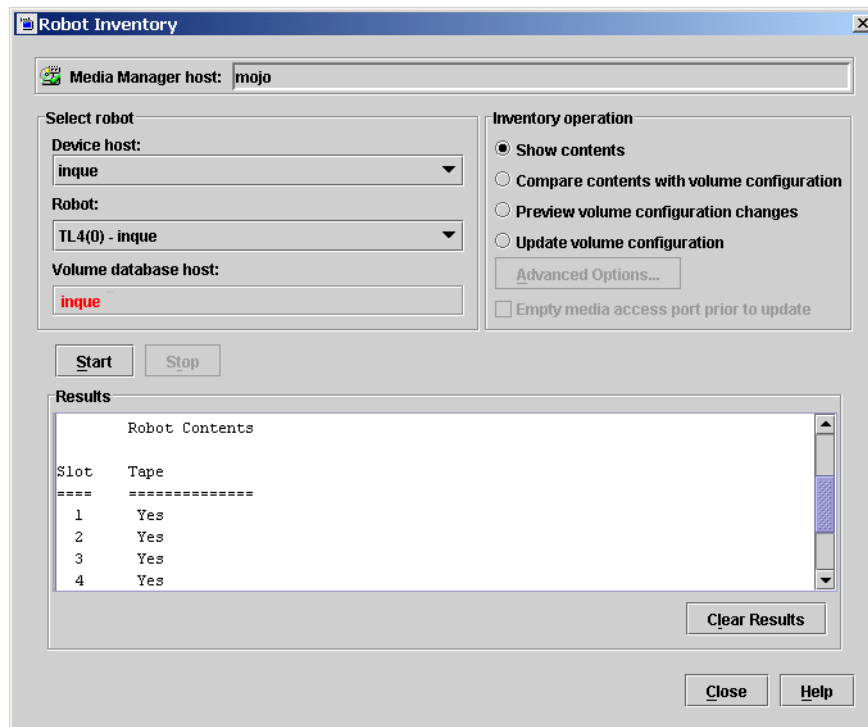 Robot Inventory
Media Manager host: mojo
Select robot
Device host:
inque
Robot:
TL4(0) - inque
Volume database host:
inque
Inventory operation
Show contents
Compare contents with volume configuration
Preview volume configuration changes
Update volume configuration
Advanced Options...
Empty media access port prior to update
Start Stop
Results
Robot Contents
Slot Tape
==== ==============
1 Yes
2 Yes
3 Yes
4 Yes
Clear Results
Close Help